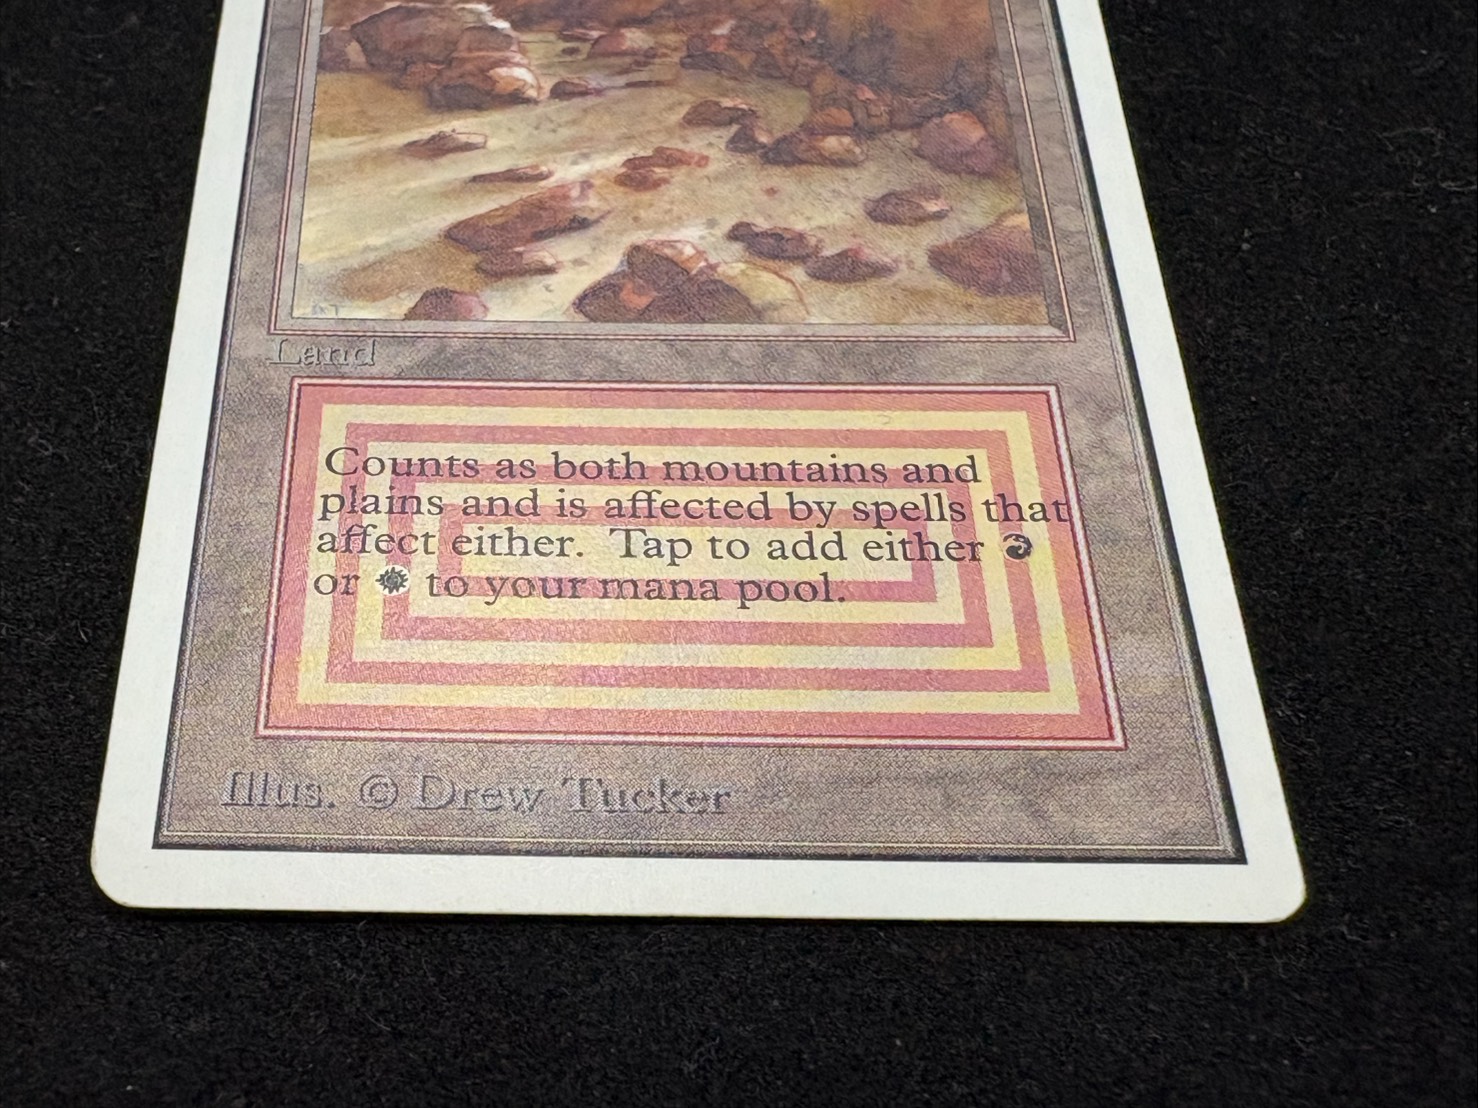 Land
Counts as both mountains and
plains and is affected by spells that
affect either. Tap to add either
or to your mana pool.
Illus. © Drew Tucker